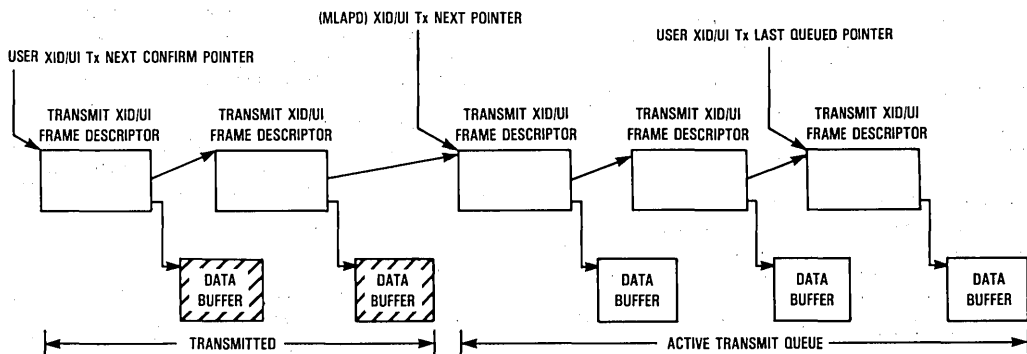 (MLAPD) XID/UI Tx NEXT POINTER
USER XID/UI Tx LAST QUEUED POINTER
USER XID/UI Tx NEXT CONFIRM POINTER
TRANSMIT XID/UI
FRAME DESCRIPTOR
TRANSMIT XID/UI
FRAME DESCRIPTOR
TRANSMIT XID/UI
FRAME DESCRIPTOR
TRANSMIT XID/UI
FRAME DESCRIPTOR
TRANSMIT XID/UI
FRAME DESCRIPTOR
DATA
BUFFER
DATA
BUFFER
DATA
BUFFER
DATA
BUFFER
DATA
BUFFER
TRANSMITTED
ACTIVE TRANSMIT QUEUE